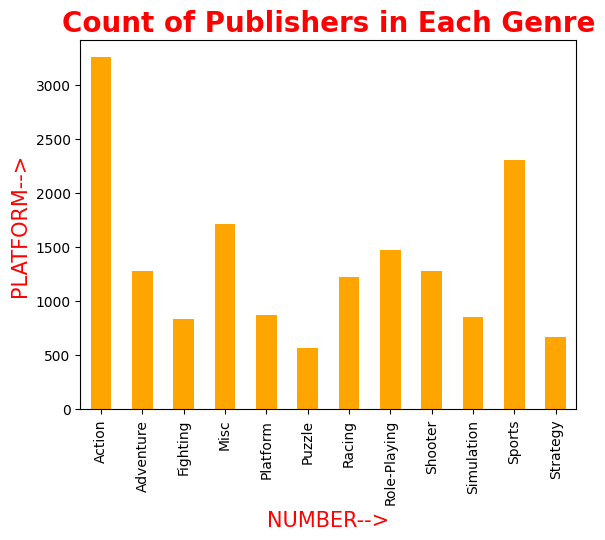 Count of Publishers in Each Genre
PLATFORM-->
3000
2500
2000
1500
1000
500
0
Action
Adventure
Fighting
Misc
Platform
Puzzle
Racing
Role-Playing
Shooter
Simulation
Sports
Strategy
NUMBER-->